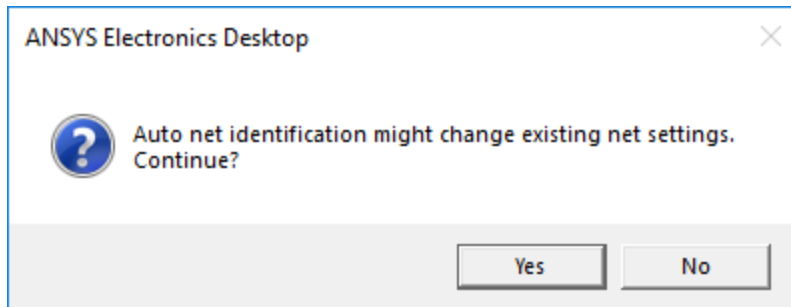 ANSYS Electronics Desktop
Auto net identification might change existing net settings.
Continue?
Yes
No